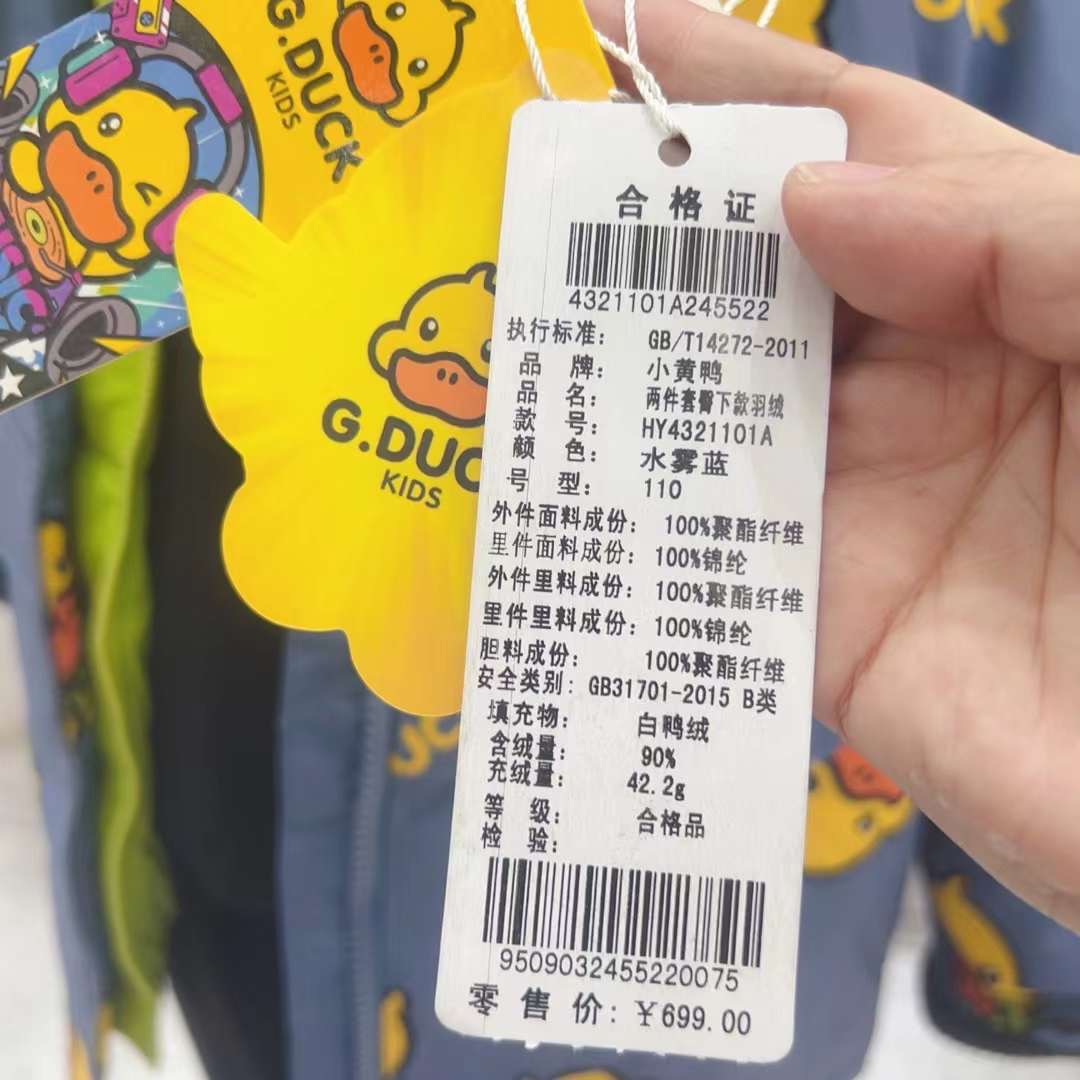 G.DUCK
KIDS
G.DUC
KIDS
合格证
4321101A245522
执行标准: GB/T14272-2011
品 牌: 小黄鸭
品 名: 两件套臀下款羽绒
款 号: HY4321101A
颜 色: 水雾蓝
号 型: 110
外件面料成份: 100%聚酯纤维
里件面料成份: 100%锦纶
外件里料成份: 100%聚酯纤维
里件里料成份: 100%锦纶
胆料成份: 100%聚酯纤维
安全类别: GB31701-2015 B类
填充物: 白鸭绒
含绒量: 90%
充绒量: 42.2g
等 级: 合格品
检 验:
9509032455220075
零售价: ¥699.00